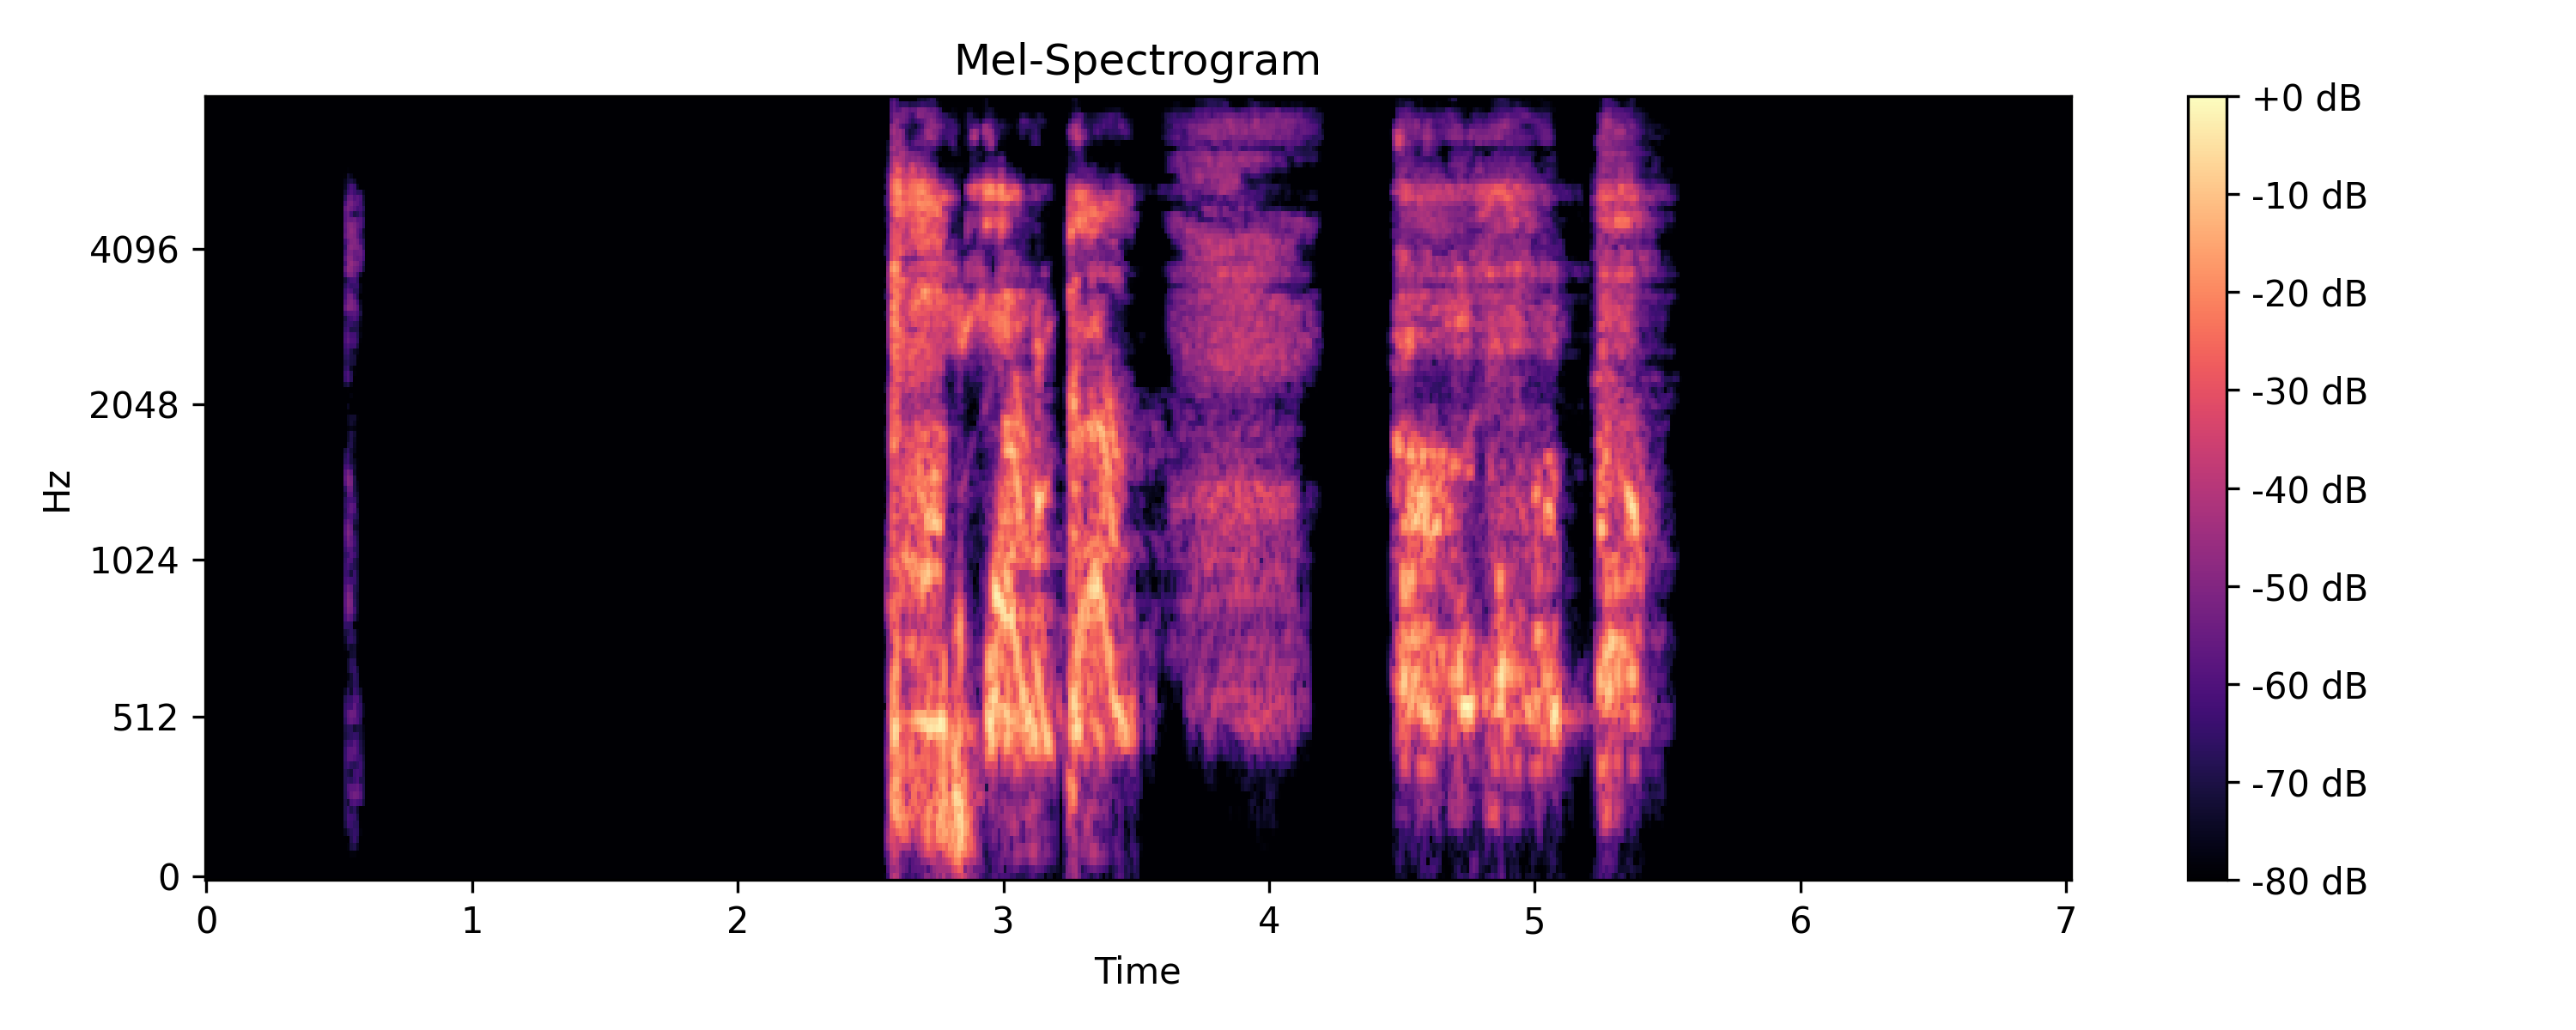 Mel-Spectrogram
+0 dB
-10 dB
-20 dB
-30 dB
-40 dB
-50 dB
-60 dB
-70 dB
-80 dB
4096
2048
1024
512
0
Hz
0 1 2 3 4 5 6 7
Time